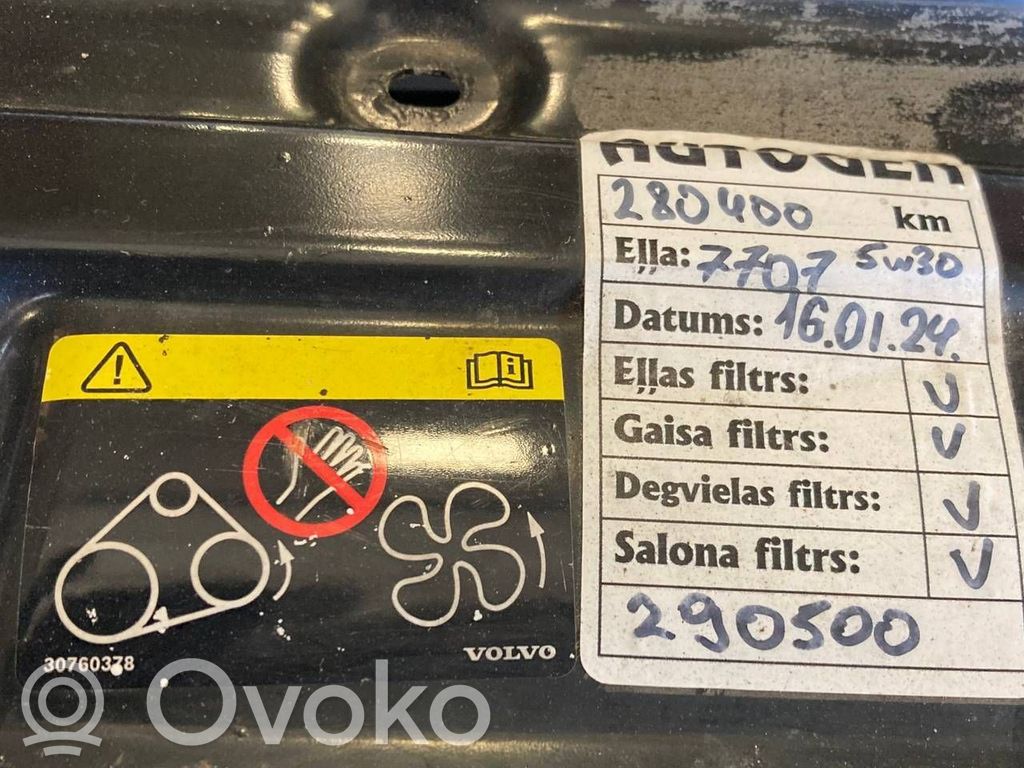 AUTOGEN
280400 km
Eļļa: 7707 5w30
Datums: 16.01.24.
Eļļas filtrs: V
Gaisa filtrs: V
Degvielas filtrs: V
Salona filtrs: V
290500
30760378 VOLVO
Ovoko